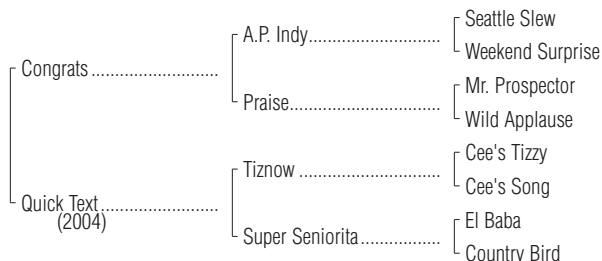 Seattle Slew
A.P. Indy
Weekend Surprise
Congrats
Mr. Prospector
Praise
Wild Applause
Cee's Tizzy
Tiznow
Cee's Song
Quick Text
(2004)
El Baba
Super Seniorita
Country Bird